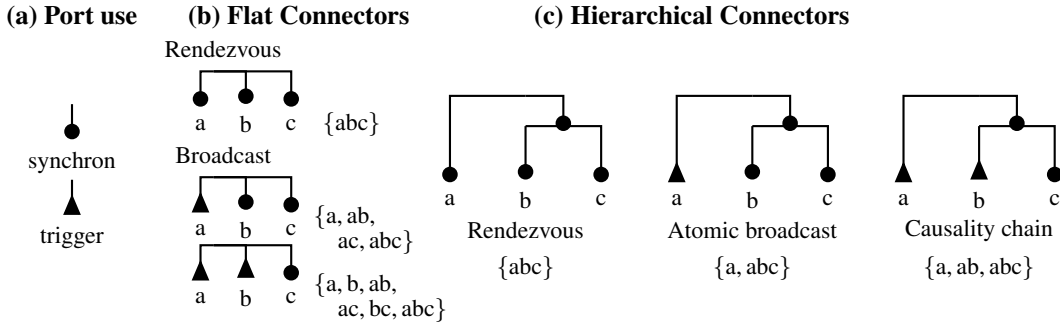 (a) Port use
synchron
trigger
(b) Flat Connectors
Rendezvous
a b c {abc}
Broadcast
a b c {a, ab,
ac, abc}
a b c {a, b, ab,
ac, bc, abc}
(c) Hierarchical Connectors
a b c
Rendezvous
{abc}
a b c
Atomic broadcast
{a, abc}
a b c
Causality chain
{a, ab, abc}